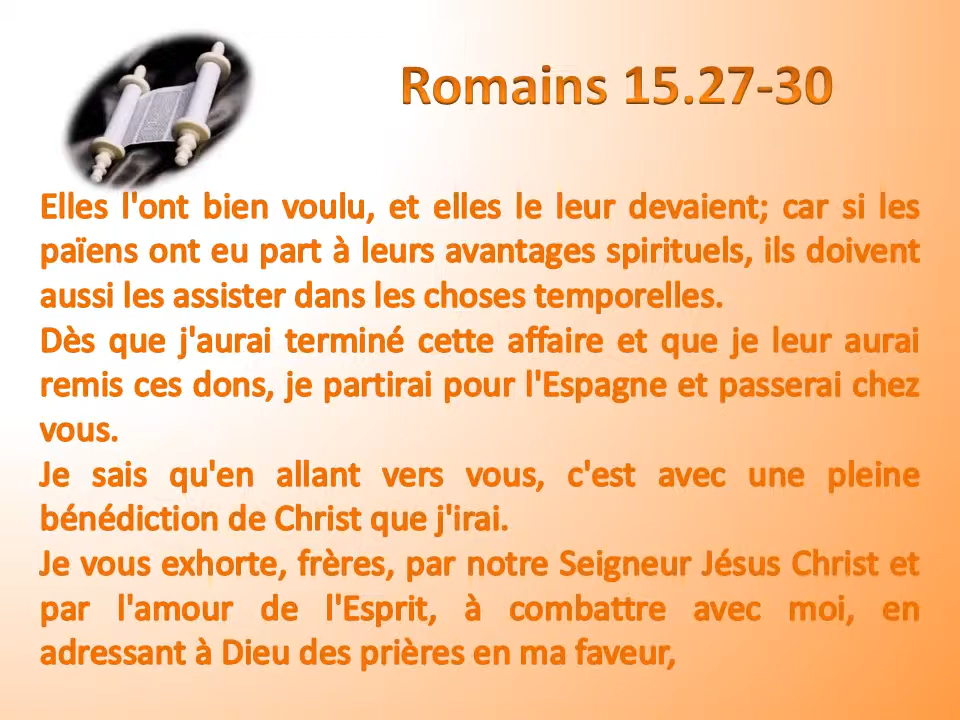 Romains 15.27-30
Elles l'ont bien voulu, et elles le leur devaient; car si les
païens ont eu part à leurs avantages spirituels, ils doivent
aussi les assister dans les choses temporelles.
Dès que j'aurai terminé cette affaire et que je leur aurai
remis ces dons, je partirai pour l'Espagne et passerai chez
vous.
Je sais qu'en allant vers vous, c'est avec une pleine
bénédiction de Christ que j'irai.
Je vous exhorte, frères, par notre Seigneur Jésus Christ et
par l'amour de l'Esprit, à combattre avec moi, en
adressant à Dieu des prières en ma faveur,